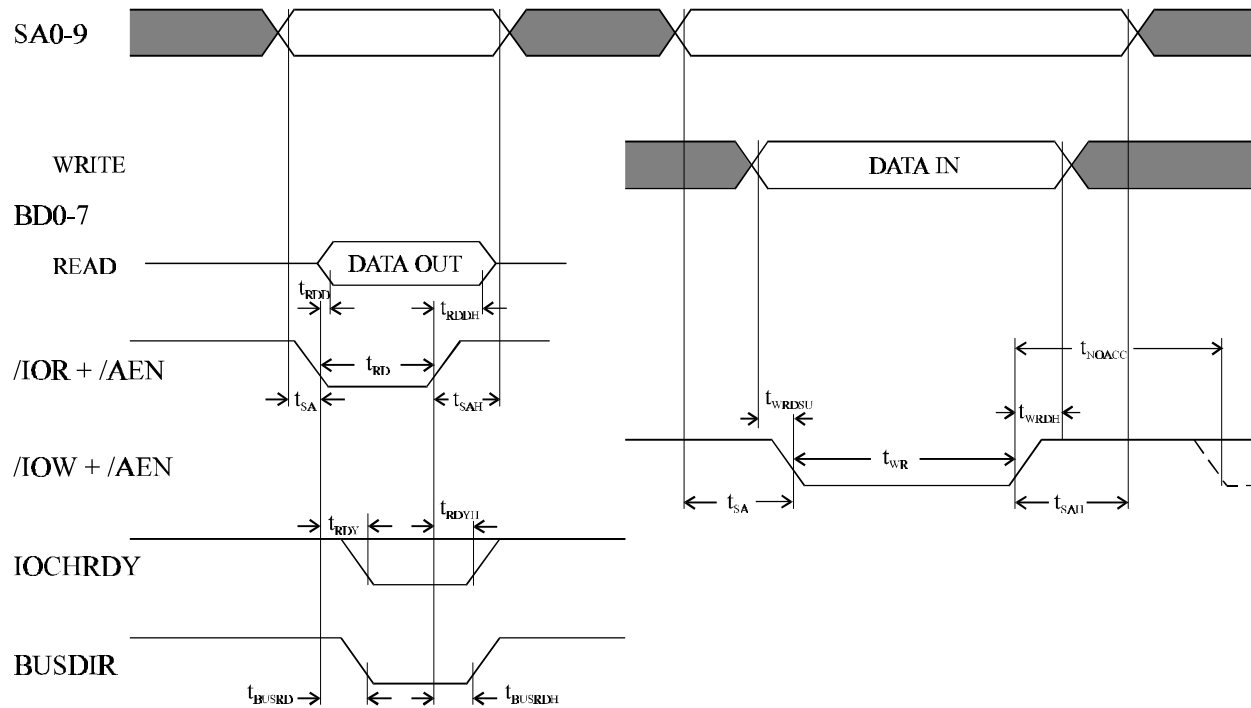 SA0-9
WRITE
DATA IN
BD0-7
READ
DATA OUT
tRDD
tRDDH
tNOACC
/IOR + /AEN
tRD
tSA
tSAH
tWRDSU
tWRDH
/IOW + /AEN
tWR
tSA
tSAH
tRDY
tRDYH
IOCHRDY
BUSDIR
tBUSRD
tBUSRDH